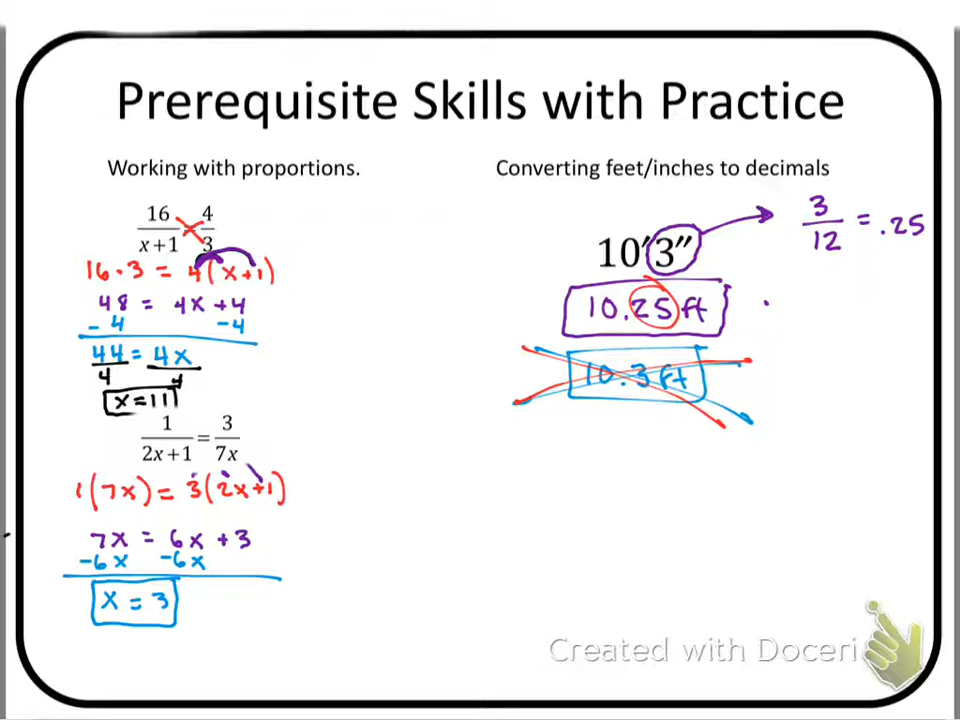 Prerequisite Skills with Practice
Working with proportions.
16/x+1 = 4/3
16·3 = 4(x+1)
48 = 4x+4
-4 -4
44 = 4x
4 4
x=11
1/2x+1 = 3/7x
1(7x) = 3(2x+1)
7x = 6x + 3
-6x -6x
x = 3
Converting feet/inches to decimals
10′3″
3/12 = .25
10.25 ft
10.3 ft
Created with Doceri